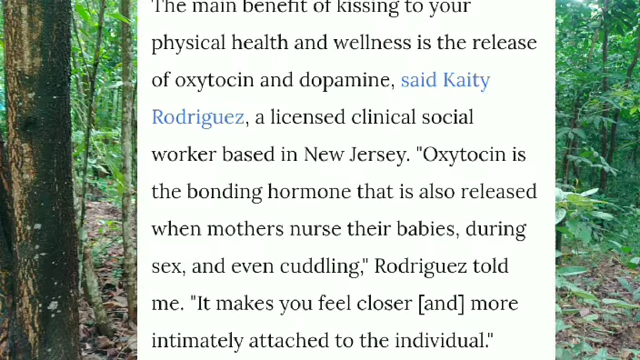 The main benefit of kissing to your
physical health and wellness is the release
of oxytocin and dopamine, said Kaity
Rodriguez, a licensed clinical social
worker based in New Jersey. "Oxytocin is
the bonding hormone that is also released
when mothers nurse their babies, during
sex, and even cuddling," Rodriguez told
me. "It makes you feel closer [and] more
intimately attached to the individual."